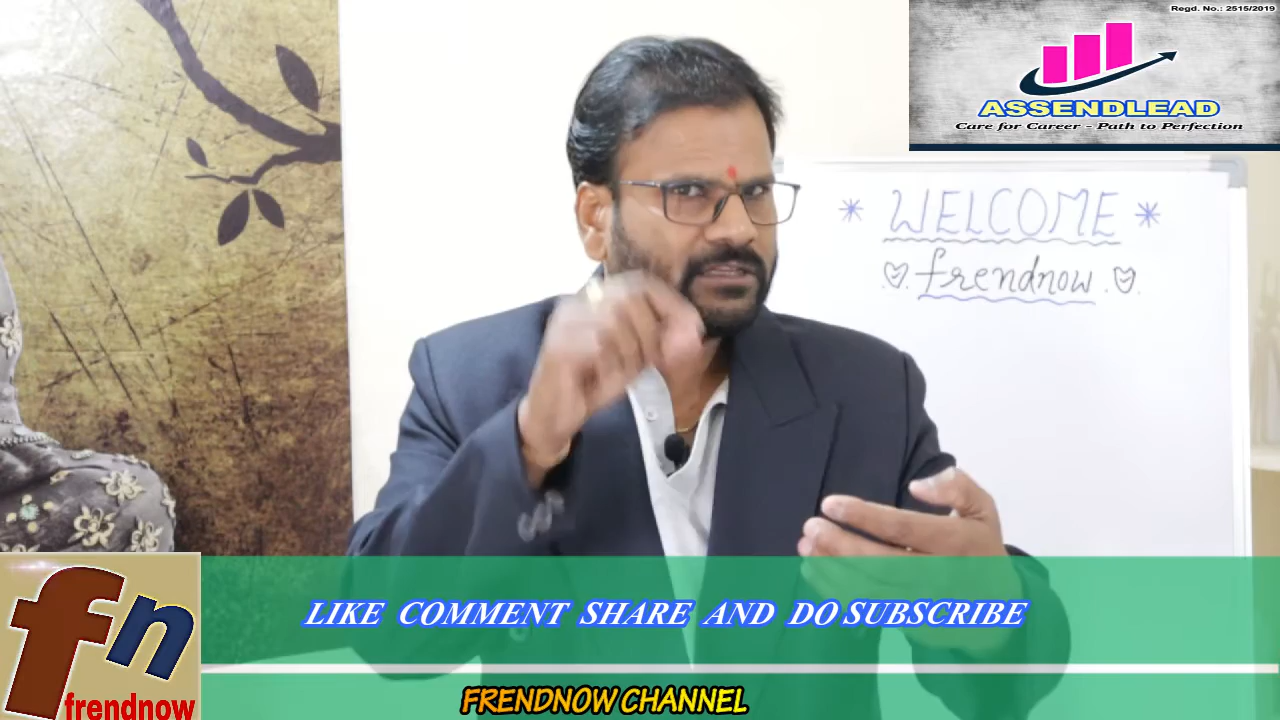 Regd. No.: 2515/2019
ASSENDLEAD
Care for Career - Path to Perfection
* WELCOME *
frendnow
LIKE COMMENT SHARE AND DO SUBSCRIBE
fn
frendnow
FRENDNOW CHANNEL